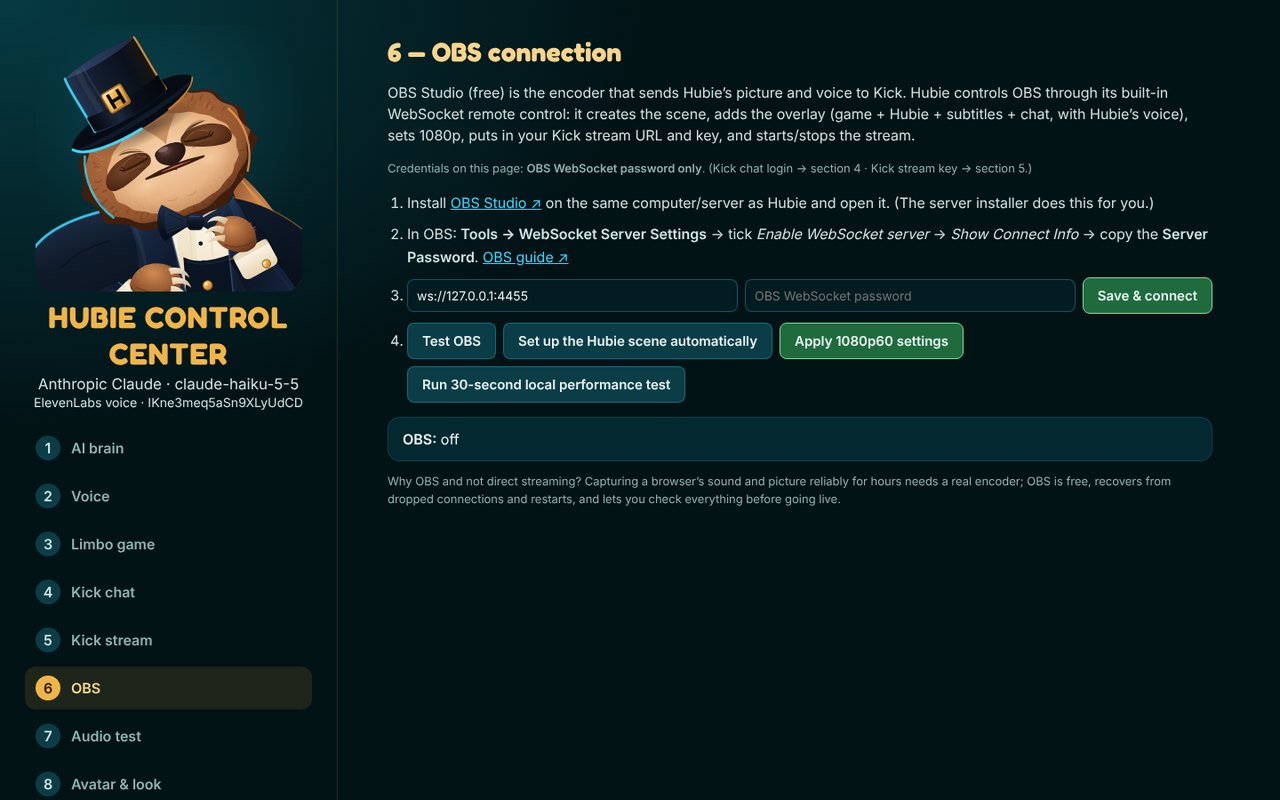 H
HUBIE CONTROL
CENTER
Anthropic Claude · claude-haiku-5-5
ElevenLabs voice · IKne3meq5aSn9XLyUdCD
1 AI brain
2 Voice
3 Limbo game
4 Kick chat
5 Kick stream
6 OBS
7 Audio test
8 Avatar & look
6 — OBS connection
OBS Studio (free) is the encoder that sends Hubie’s picture and voice to Kick. Hubie controls OBS through its built-in
WebSocket remote control: it creates the scene, adds the overlay (game + Hubie + subtitles + chat, with Hubie’s voice),
sets 1080p, puts in your Kick stream URL and key, and starts/stops the stream.
Credentials on this page: OBS WebSocket password only. (Kick chat login → section 4 · Kick stream key → section 5.)
1. Install OBS Studio ↗ on the same computer/server as Hubie and open it. (The server installer does this for you.)
2. In OBS: Tools → WebSocket Server Settings → tick Enable WebSocket server → Show Connect Info → copy the Server
Password. OBS guide ↗
3. ws://127.0.0.1:4455 OBS WebSocket password Save & connect
4. Test OBS Set up the Hubie scene automatically Apply 1080p60 settings
Run 30-second local performance test
OBS: off
Why OBS and not direct streaming? Capturing a browser’s sound and picture reliably for hours needs a real encoder; OBS is free, recovers from
dropped connections and restarts, and lets you check everything before going live.